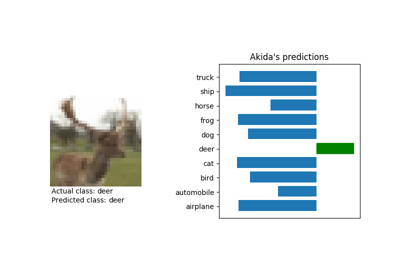 Akida's predictions
truck
ship
horse
frog
dog
deer
cat
bird
automobile
airplane
Actual class: deer
Predicted class: deer